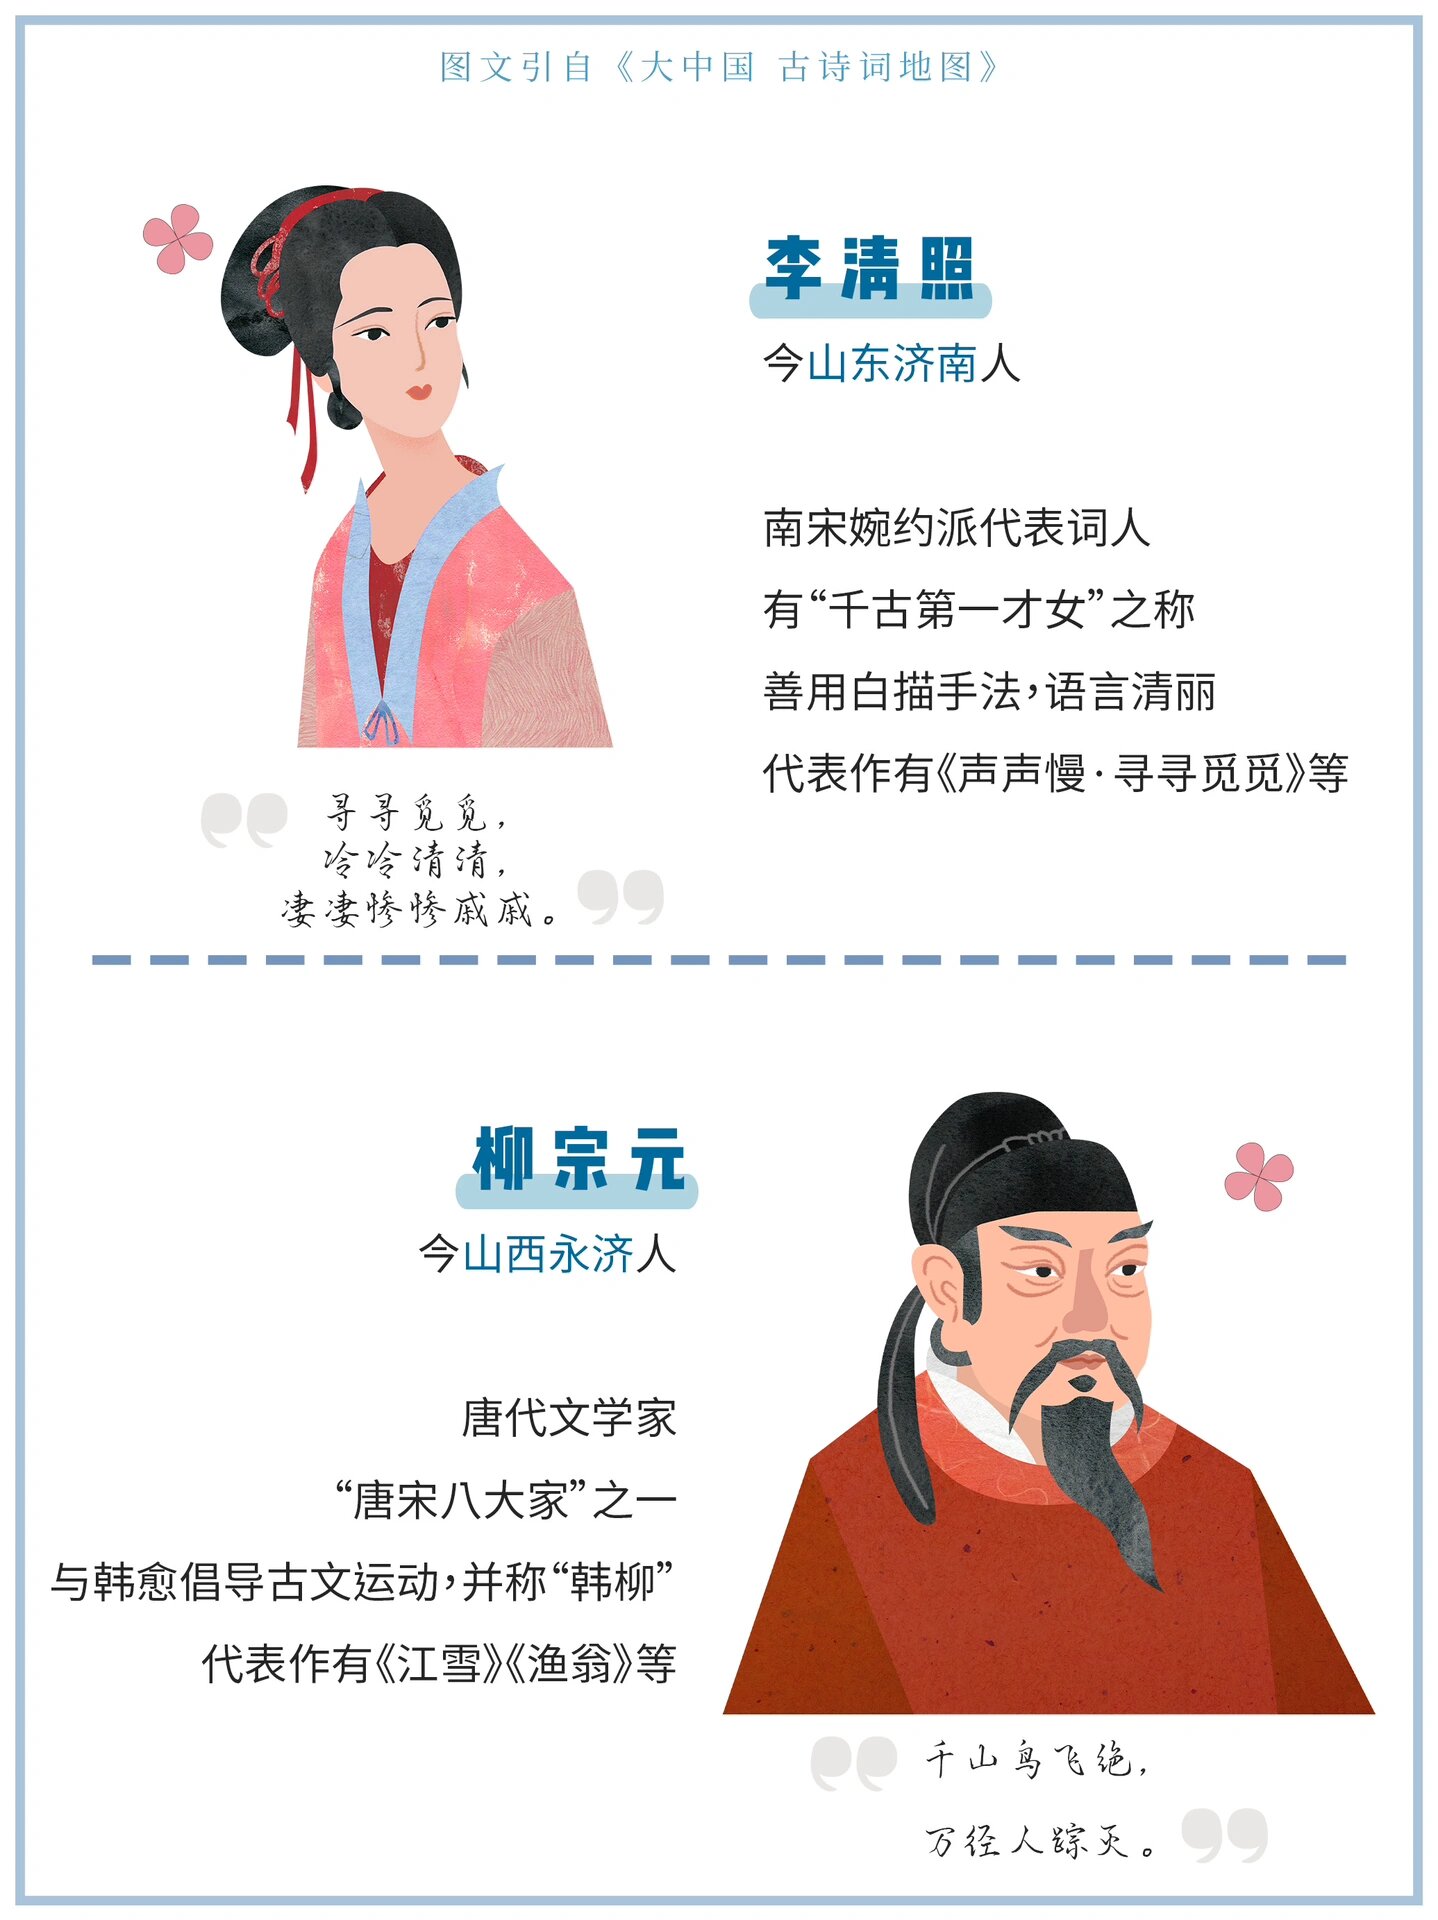 图文引自《大中国 古诗词地图》
李清照
今山东济南人
南宋婉约派代表词人
有“千古第一才女”之称
善用白描手法，语言清丽
代表作有《声声慢·寻寻觅觅》等
寻寻觅觅，
冷冷清清，
凄凄惨惨戚戚。
柳宗元
今山西永济人
唐代文学家
“唐宋八大家”之一
与韩愈倡导古文运动，并称“韩柳”
代表作有《江雪》《渔翁》等
千山鸟飞绝，
万径人踪灭。